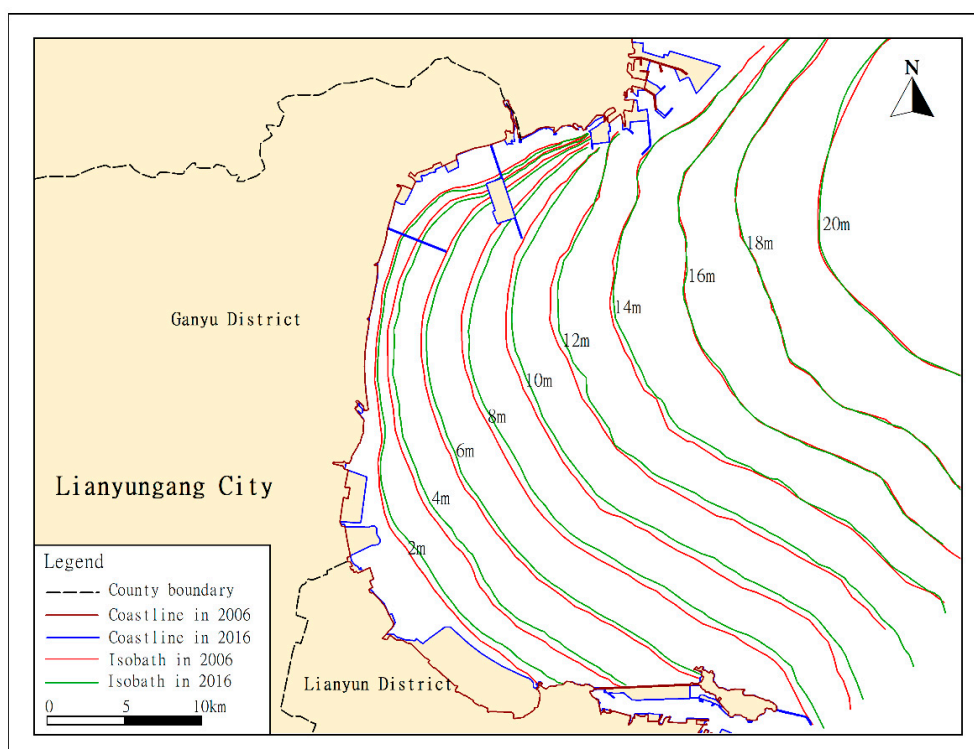 N
20m
18m
16m
14m
Ganyu District
12m
10m
8m
6m
Lianyungang City
4m
2m
Legend
County boundary
Coastline in 2006
Coastline in 2016
Isobath in 2006
Isobath in 2016
Lianyun District
0 5 10km